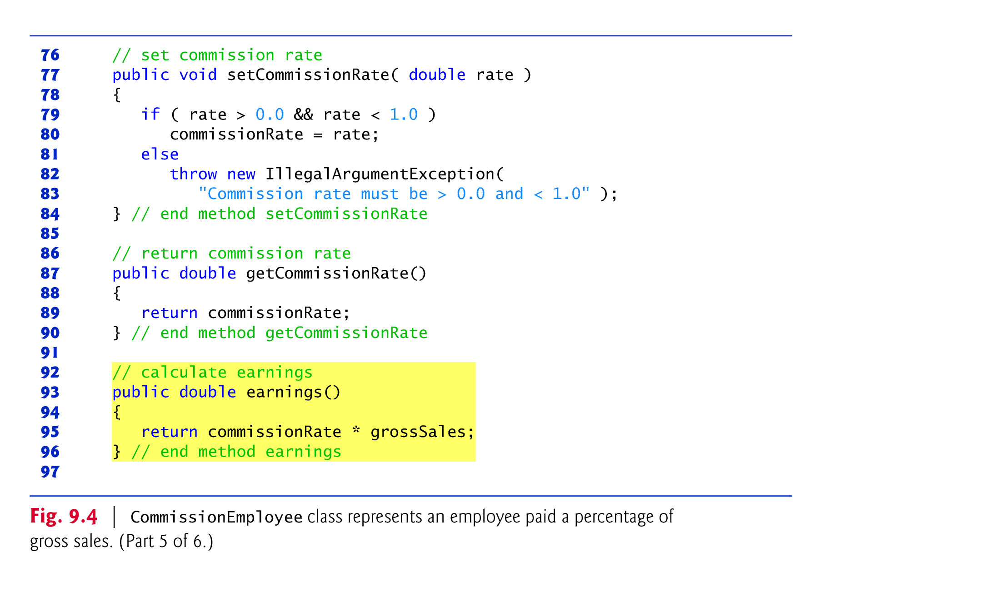 76 // set commission rate
77 public void setCommissionRate( double rate )
78 {
79 if ( rate > 0.0 && rate < 1.0 )
80 commissionRate = rate;
81 else
82 throw new IllegalArgumentException(
83 "Commission rate must be > 0.0 and < 1.0" );
84 } // end method setCommissionRate
85
86 // return commission rate
87 public double getCommissionRate()
88 {
89 return commissionRate;
90 } // end method getCommissionRate
91
92 // calculate earnings
93 public double earnings()
94 {
95 return commissionRate * grossSales;
96 } // end method earnings
97
Fig. 9.4 | CommissionEmployee class represents an employee paid a percentage of
gross sales. (Part 5 of 6.)